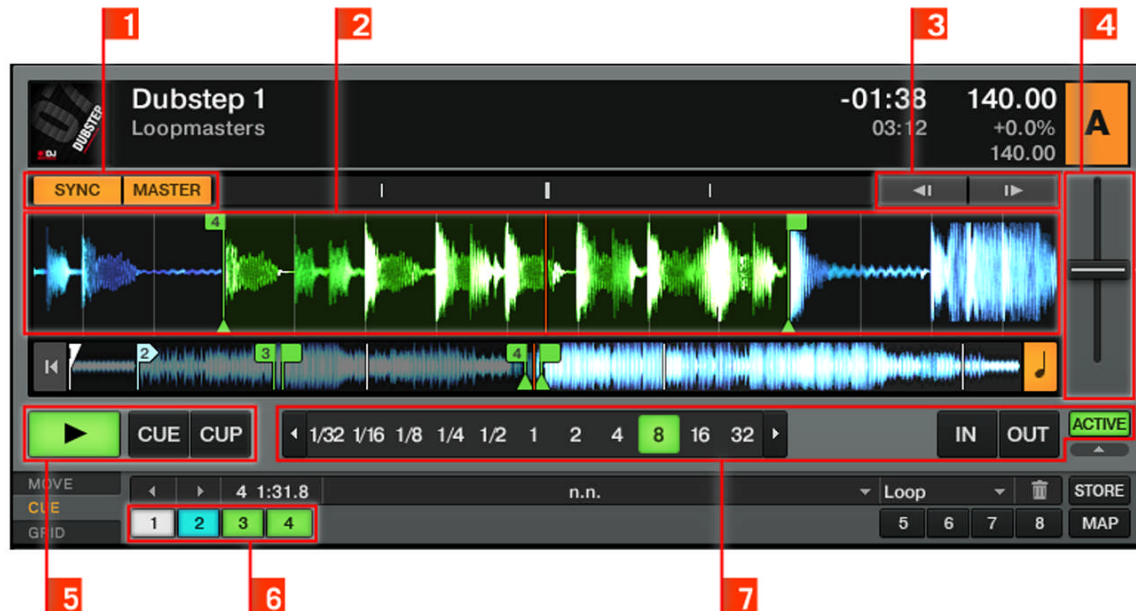 1 2 3 4
07
DUBSTEP
DJ
Dubstep 1
Loopmasters
-01:38 140.00
03:12 +0.0%
140.00
A
SYNC MASTER
4
2 3 4
CUE CUP
1/32 1/16 1/8 1/4 1/2 1 2 4 8 16 32
IN OUT
ACTIVE
MOVE
CUE
GRID
4 1:31.8 n.n. Loop STORE
1 2 3 4 5 6 7 8 MAP
5 6 7